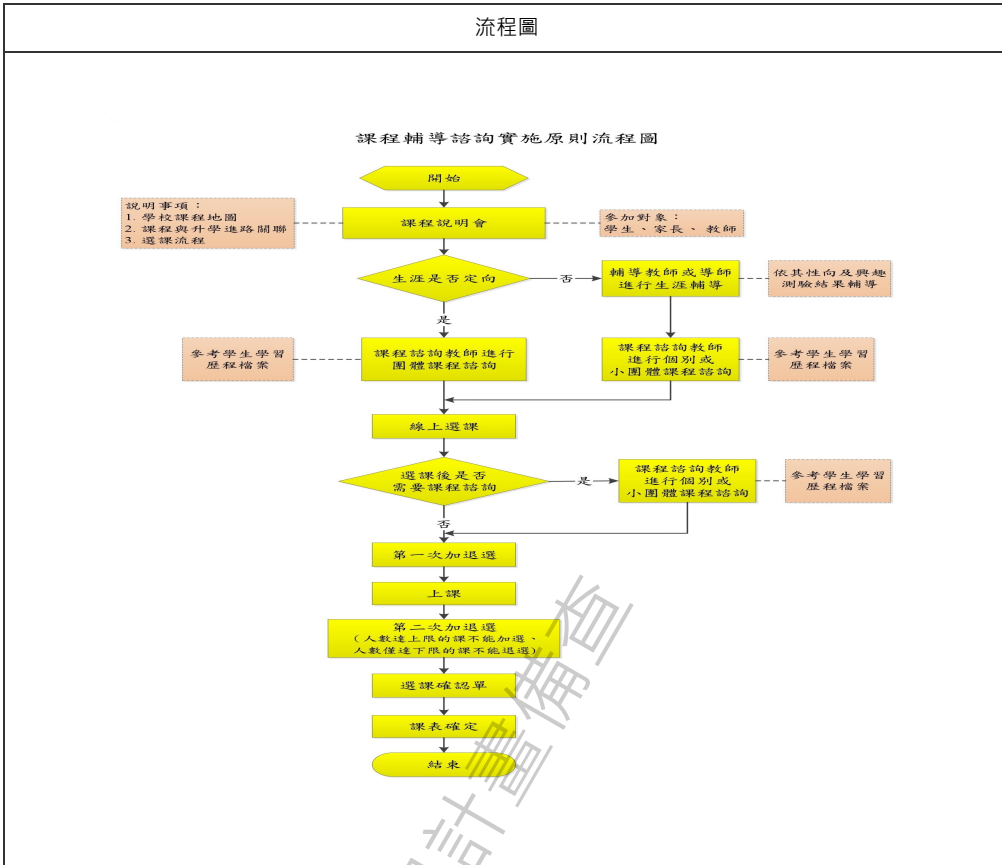 流程圖
課程輔導諮詢實施原則流程圖
開始
說明事項：
1. 學校課程地圖
2. 課程與升學進路關聯
3. 選課流程
課程說明會
參加對象：
學生、家長、教師
生涯是否定向
否
輔導教師或導師
進行生涯輔導
依其性向及興趣
測驗結果輔導
是
參考學生學習
歷程檔案
課程諮詢教師進行
團體課程諮詢
課程諮詢教師
進行個別或
小團體課程諮詢
參考學生學習
歷程檔案
線上選課
選課後是否
需要課程諮詢
是
課程諮詢教師
進行個別或
小團體課程諮詢
參考學生學習
歷程檔案
否
第一次加退選
上課
第二次加退選
（人數達上限的課不能加選、
人數僅達下限的課不能退選）
選課確認單
課表確定
結束
計畫備查